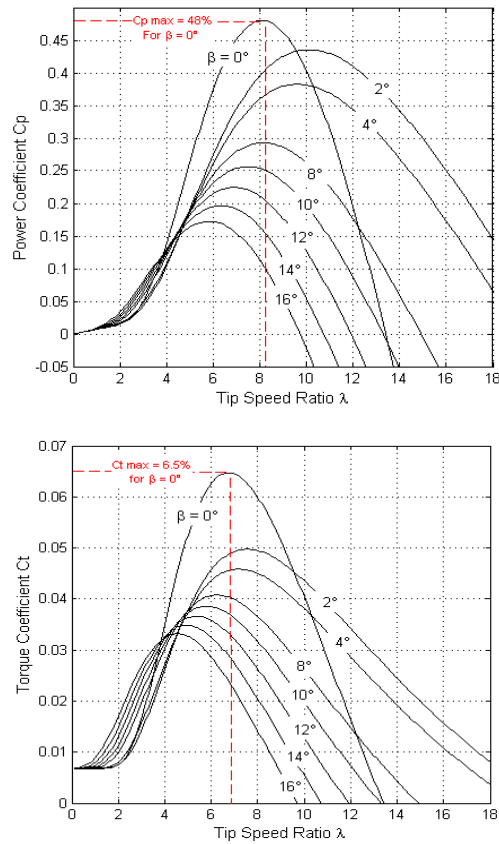 Cp max = 48%
For β = 0°
β = 0°
2°
4°
8°
10°
12°
14°
16°
Power Coefficient Cp
0.45
0.4
0.35
0.3
0.25
0.2
0.15
0.1
0.05
0
-0.05
0 2 4 6 8 10 12 14 16 18
Tip Speed Ratio λ
Ct max = 6.5%
for β = 0°
β = 0°
2°
4°
8°
10°
12°
14°
16°
Torque Coefficient Ct
0.07
0.06
0.05
0.04
0.03
0.02
0.01
0
0 2 4 6 8 10 12 14 16 18
Tip Speed Ratio λ